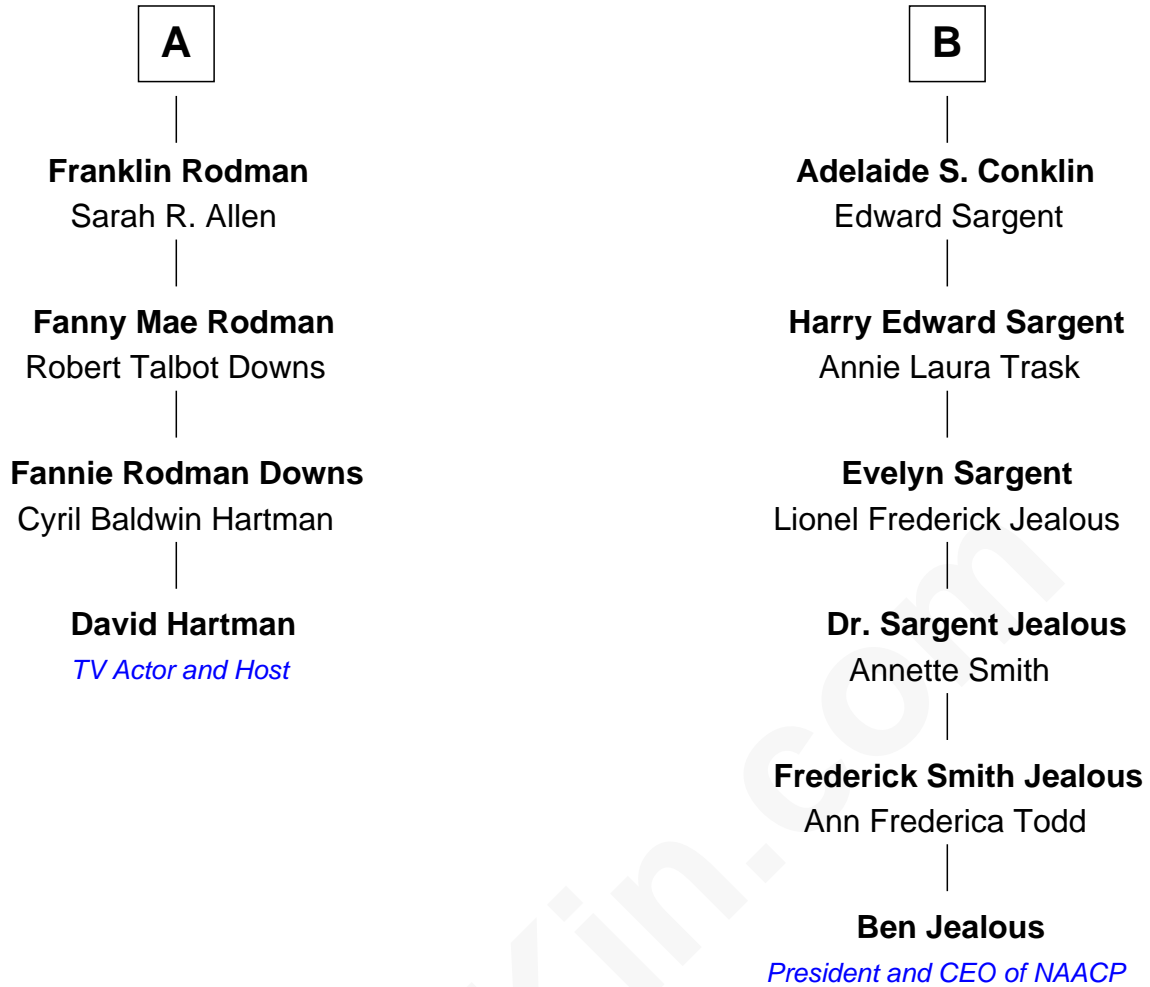 A
Franklin Rodman
Sarah R. Allen
Fanny Mae Rodman
Robert Talbot Downs
Fannie Rodman Downs
Cyril Baldwin Hartman
David Hartman
TV Actor and Host
B
Adelaide S. Conklin
Edward Sargent
Harry Edward Sargent
Annie Laura Trask
Evelyn Sargent
Lionel Frederick Jealous
Dr. Sargent Jealous
Annette Smith
Frederick Smith Jealous
Ann Frederica Todd
Ben Jealous
President and CEO of NAACP